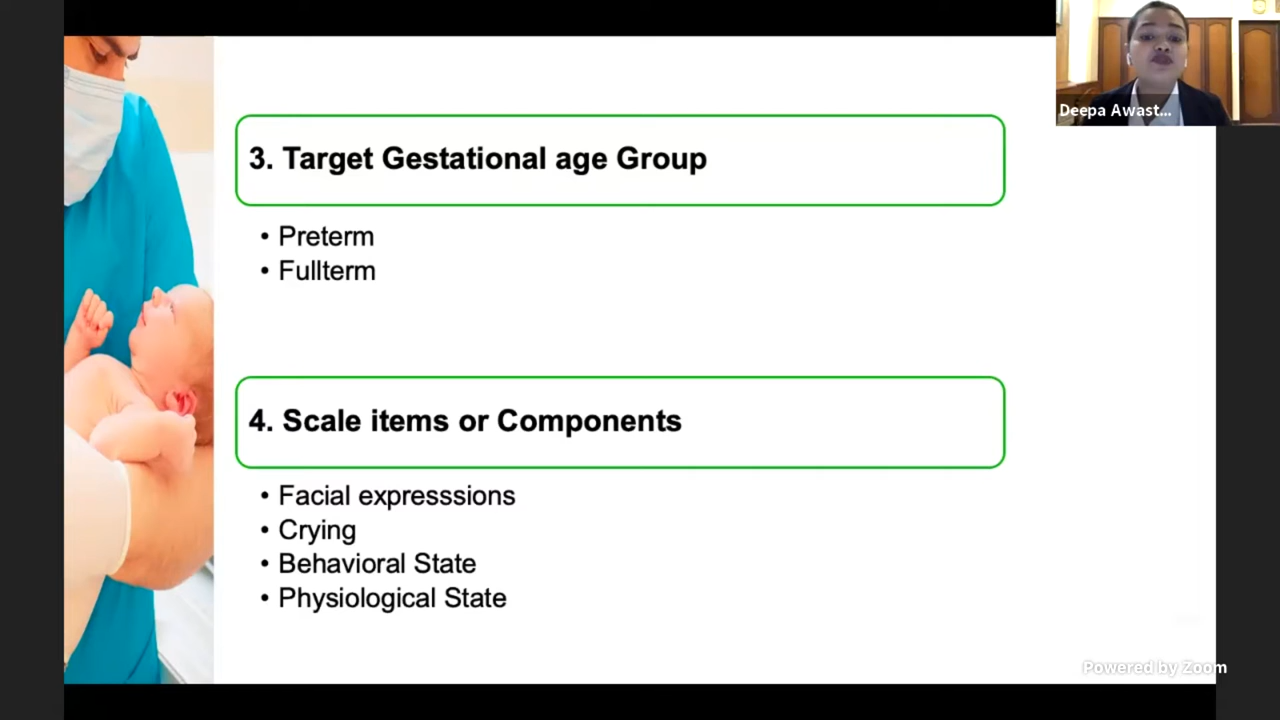 Deepa Awast...
3. Target Gestational age Group
• Preterm
• Fullterm
4. Scale items or Components
• Facial expresssions
• Crying
• Behavioral State
• Physiological State
Powered by Zoom